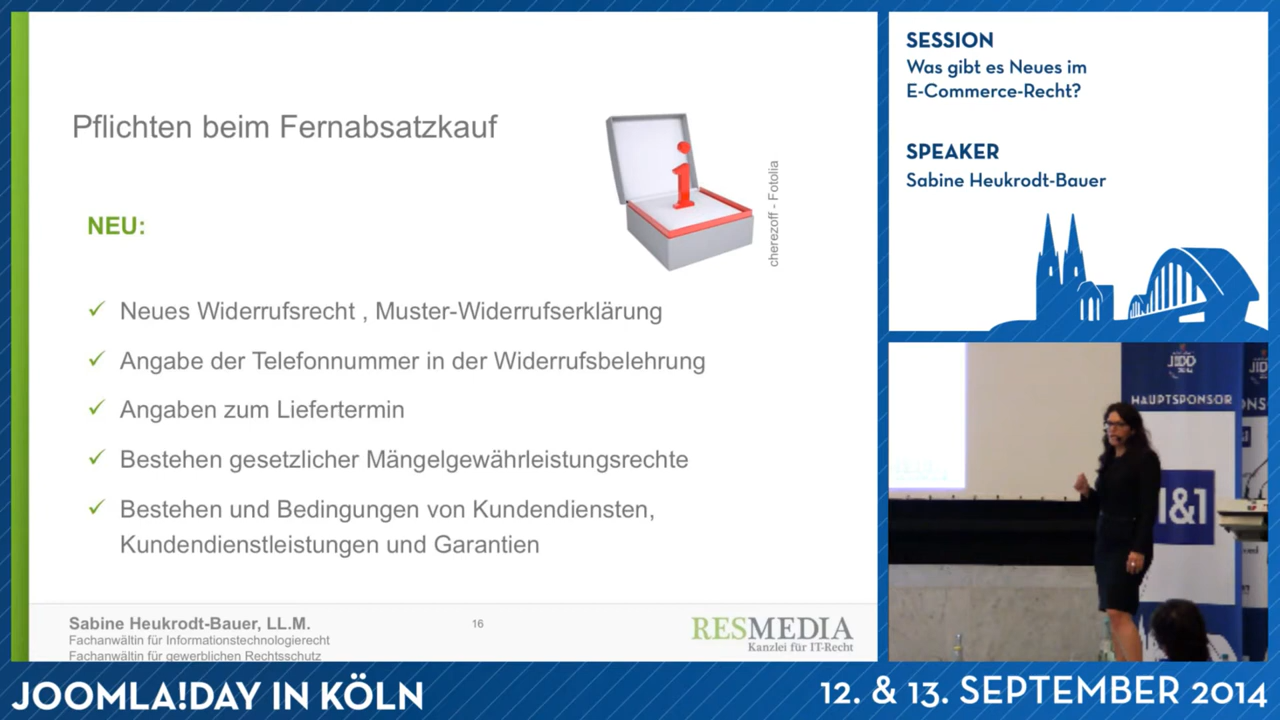 Pflichten beim Fernabsatzkauf
cherezoff - Fotolia
NEU:
Neues Widerrufsrecht , Muster-Widerrufserklärung
Angabe der Telefonnummer in der Widerrufsbelehrung
Angaben zum Liefertermin
Bestehen gesetzlicher Mängelgewährleistungsrechte
Bestehen und Bedingungen von Kundendiensten,
Kundendienstleistungen und Garantien
Sabine Heukrodt-Bauer, LL.M.
Fachanwältin für Informationstechnologierecht
Fachanwältin für gewerblichen Rechtsschutz
16
RESMEDIA
Kanzlei für IT-Recht
SESSION
Was gibt es Neues im
E-Commerce-Recht?
SPEAKER
Sabine Heukrodt-Bauer
HAUPTSPONSOR
1&1
JOOMLA!DAY IN KÖLN
12. & 13. SEPTEMBER 2014